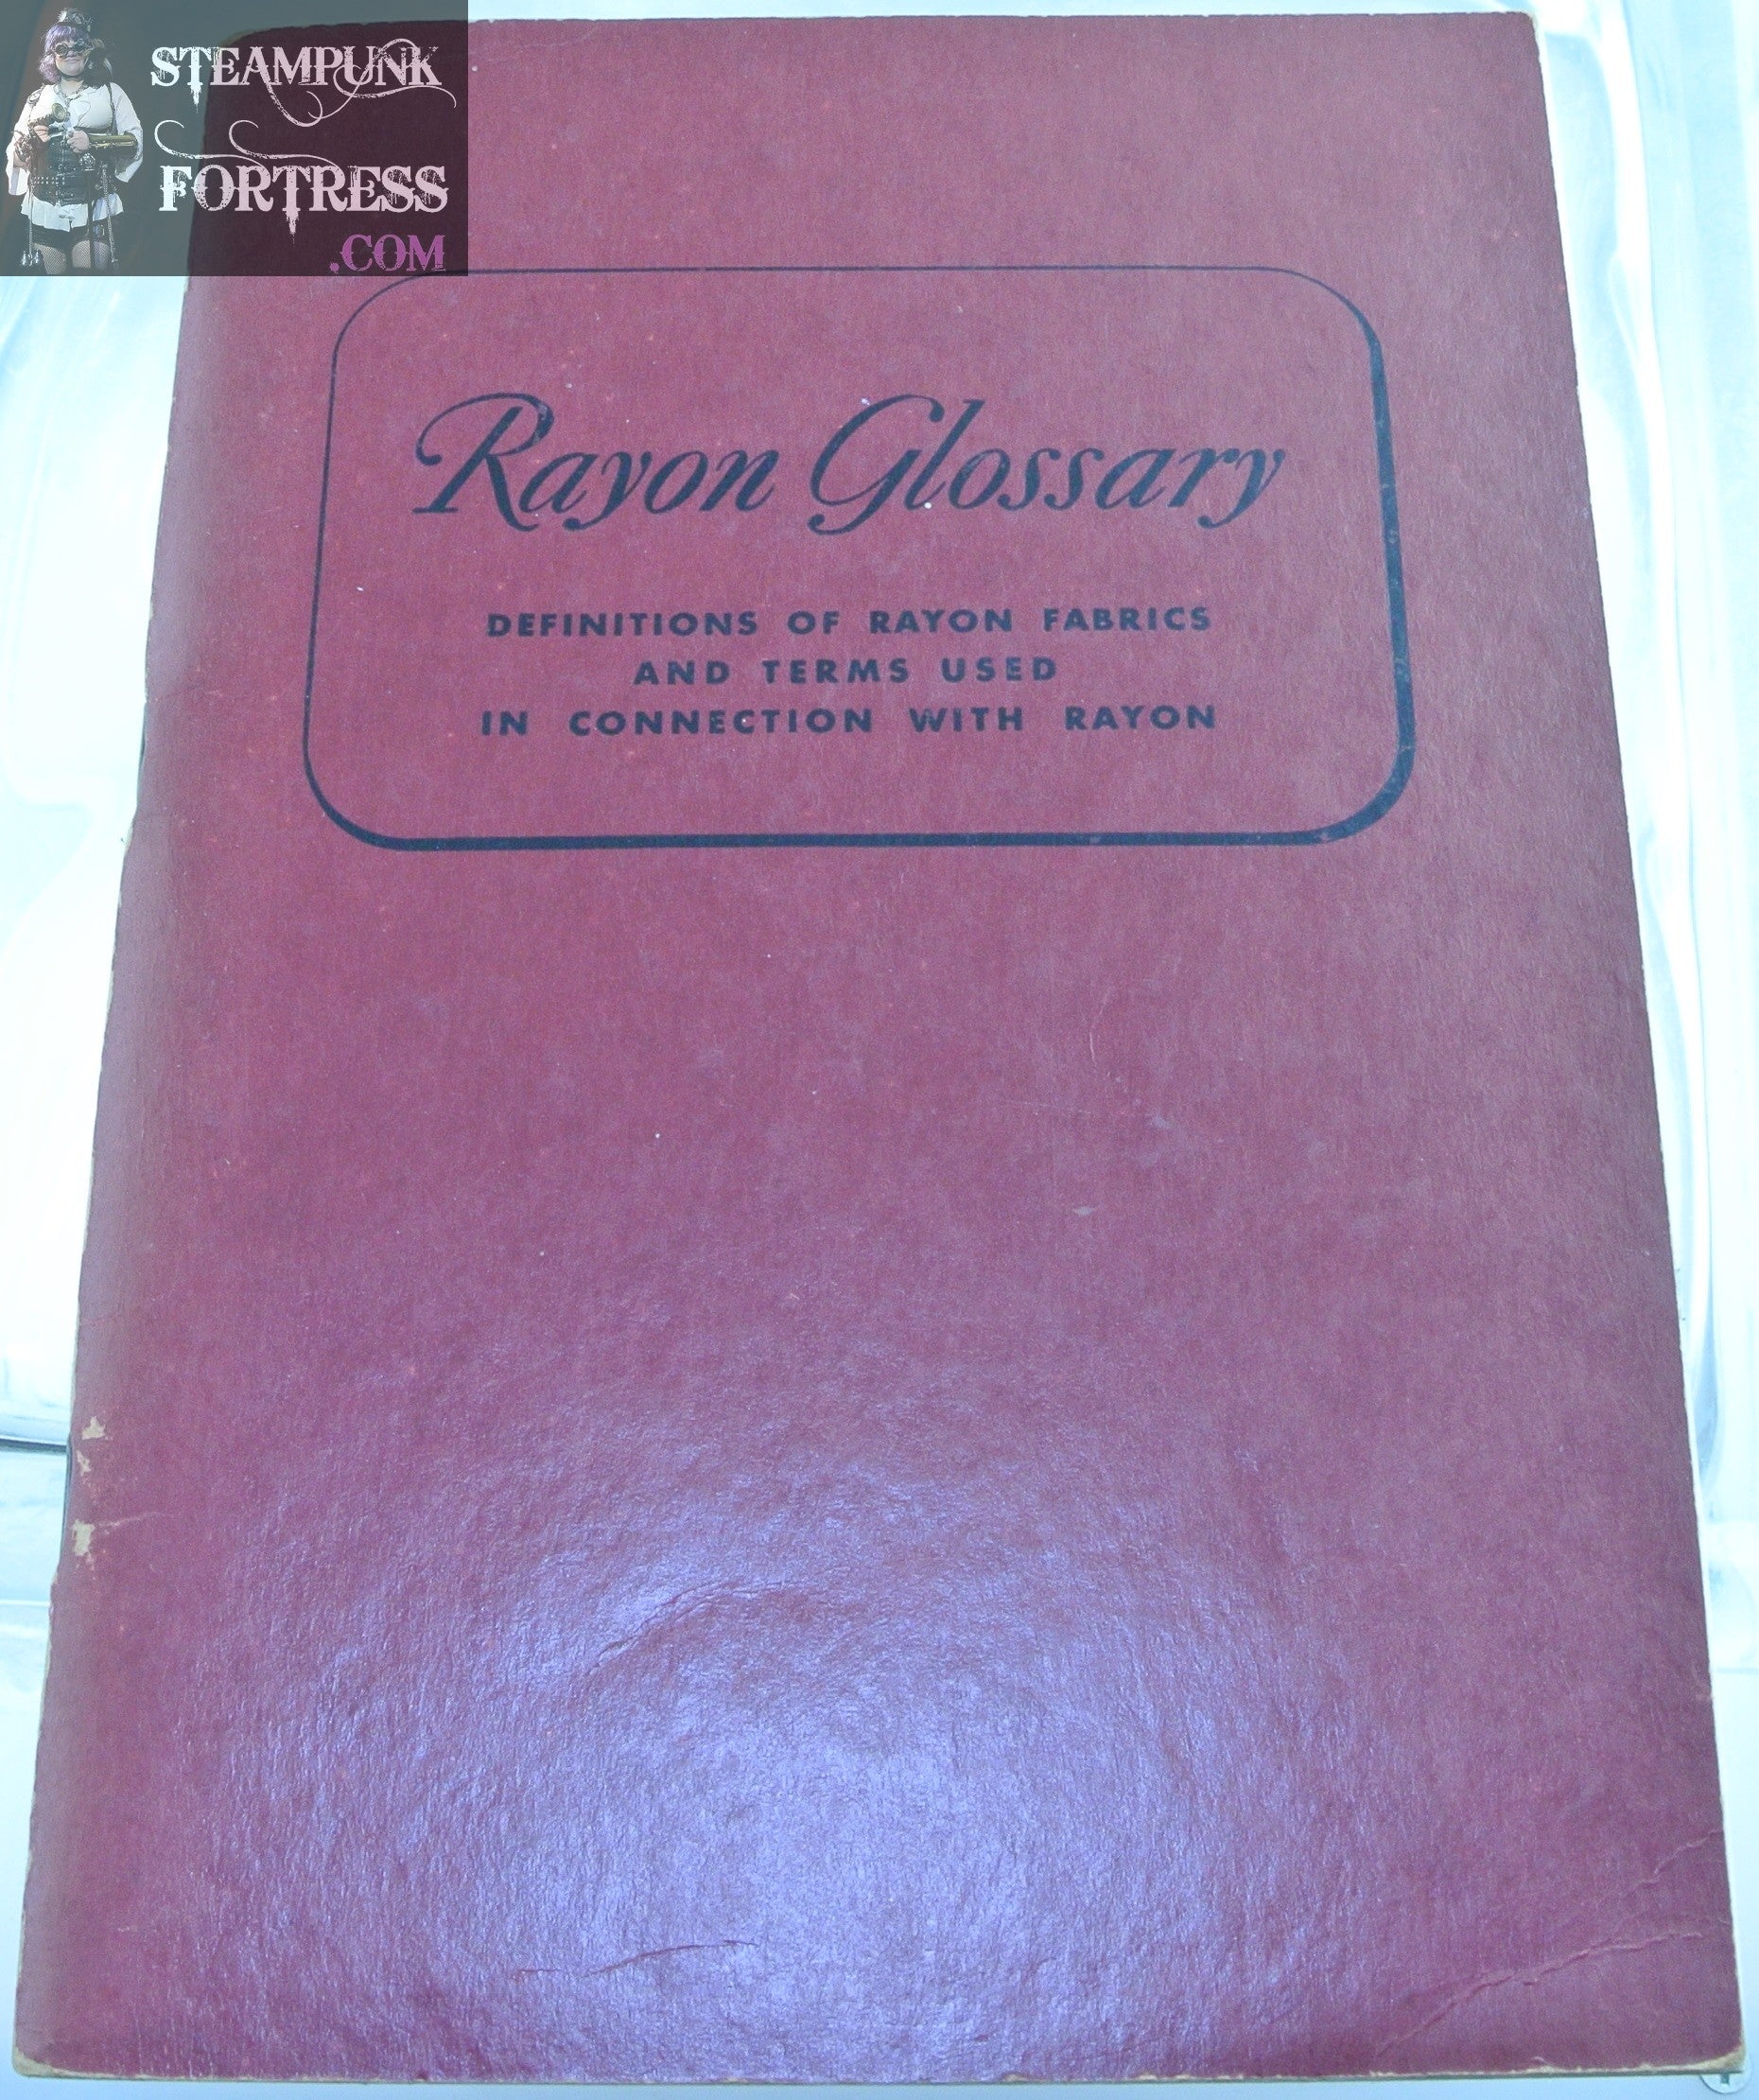 STEAMPUNK
FORTRESS
.COM
Rayon Glossary
DEFINITIONS OF RAYON FABRICS
AND TERMS USED
IN CONNECTION WITH RAYON